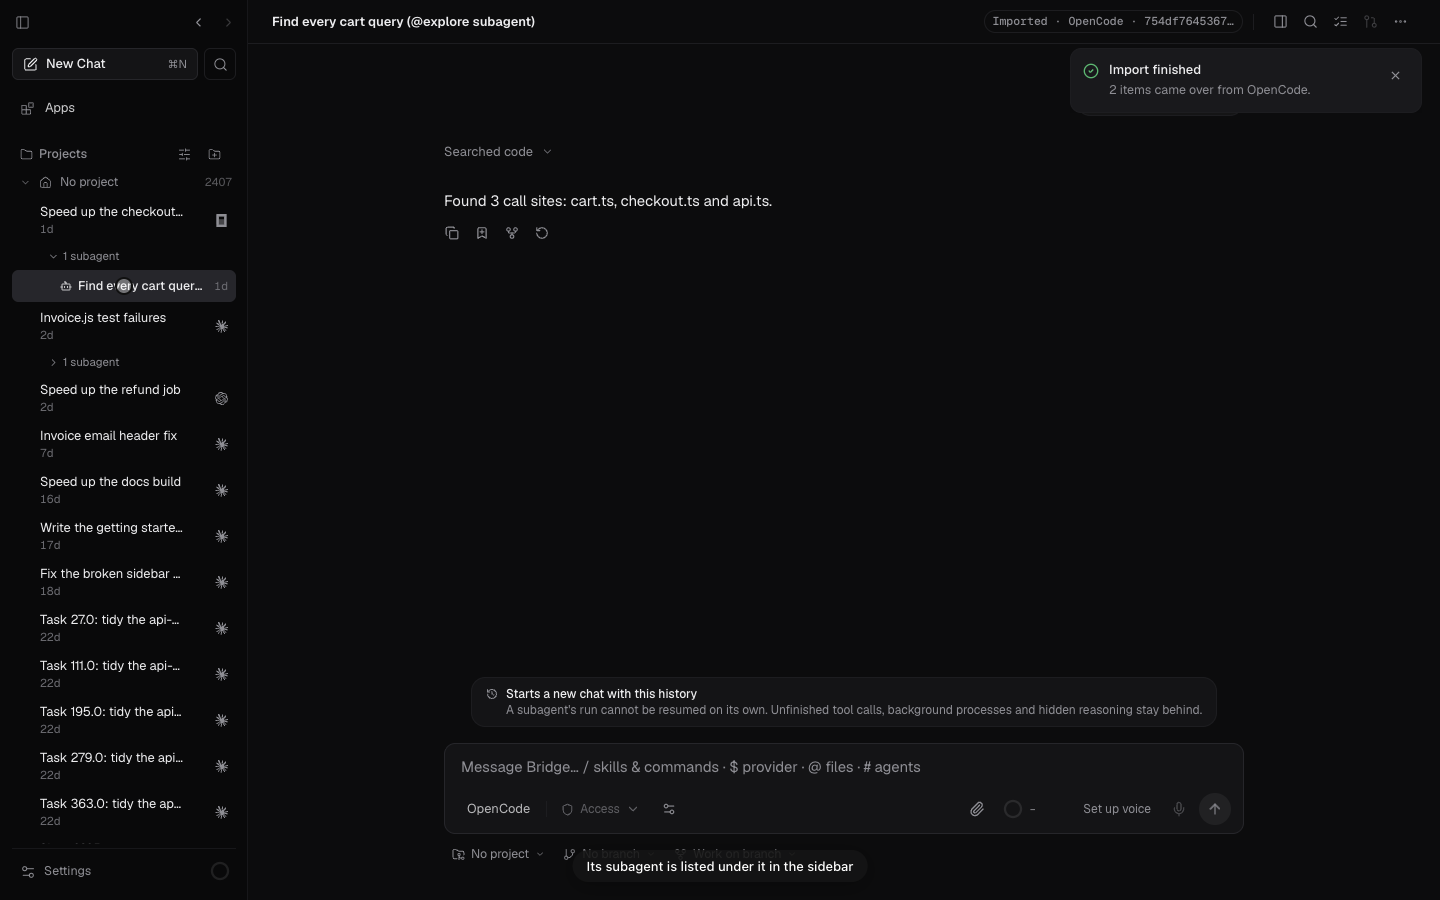 Find every cart query (@explore subagent)
Imported · OpenCode · 754df7645367…
New Chat
⌘N
Apps
Import finished
2 items came over from OpenCode.
Projects
No project
2407
Speed up the checkout…
1d
1 subagent
Find every cart quer…
1d
Invoice.js test failures
2d
1 subagent
Speed up the refund job
2d
Invoice email header fix
7d
Speed up the docs build
16d
Write the getting starte…
17d
Fix the broken sidebar …
18d
Task 27.0: tidy the api-…
22d
Task 111.0: tidy the api-…
22d
Task 195.0: tidy the api…
22d
Task 279.0: tidy the api…
22d
Task 363.0: tidy the ap…
22d
Settings
Searched code
Found 3 call sites: cart.ts, checkout.ts and api.ts.
Starts a new chat with this history
A subagent's run cannot be resumed on its own. Unfinished tool calls, background processes and hidden reasoning stay behind.
Message Bridge… / skills & commands · $ provider · @ files · # agents
OpenCode
Access
-
Set up voice
No project
No branch
Work on branch
Its subagent is listed under it in the sidebar